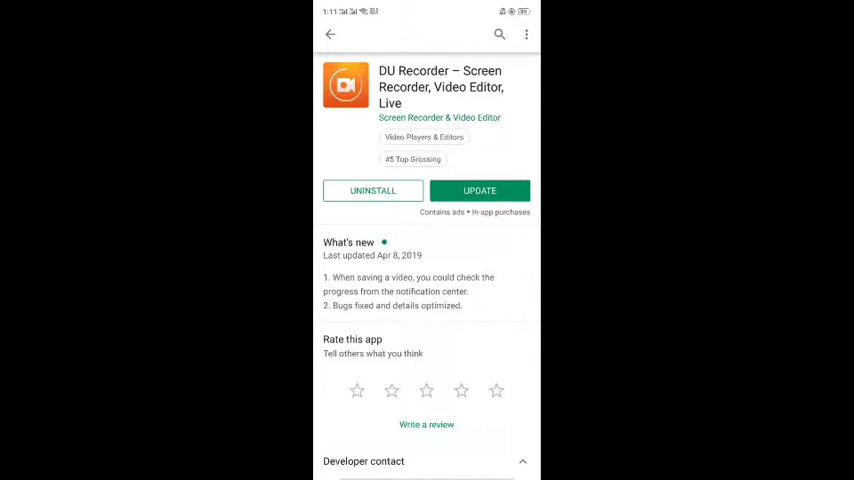 1:11
DU Recorder – Screen
Recorder, Video Editor,
Live
Screen Recorder & Video Editor
Video Players & Editors
#5 Top Grossing
UNINSTALL
UPDATE
Contains ads • In-app purchases
What's new
Last updated Apr 8, 2019
1. When saving a video, you could check the
progress from the notification center.
2. Bugs fixed and details optimized.
Rate this app
Tell others what you think
Write a review
Developer contact